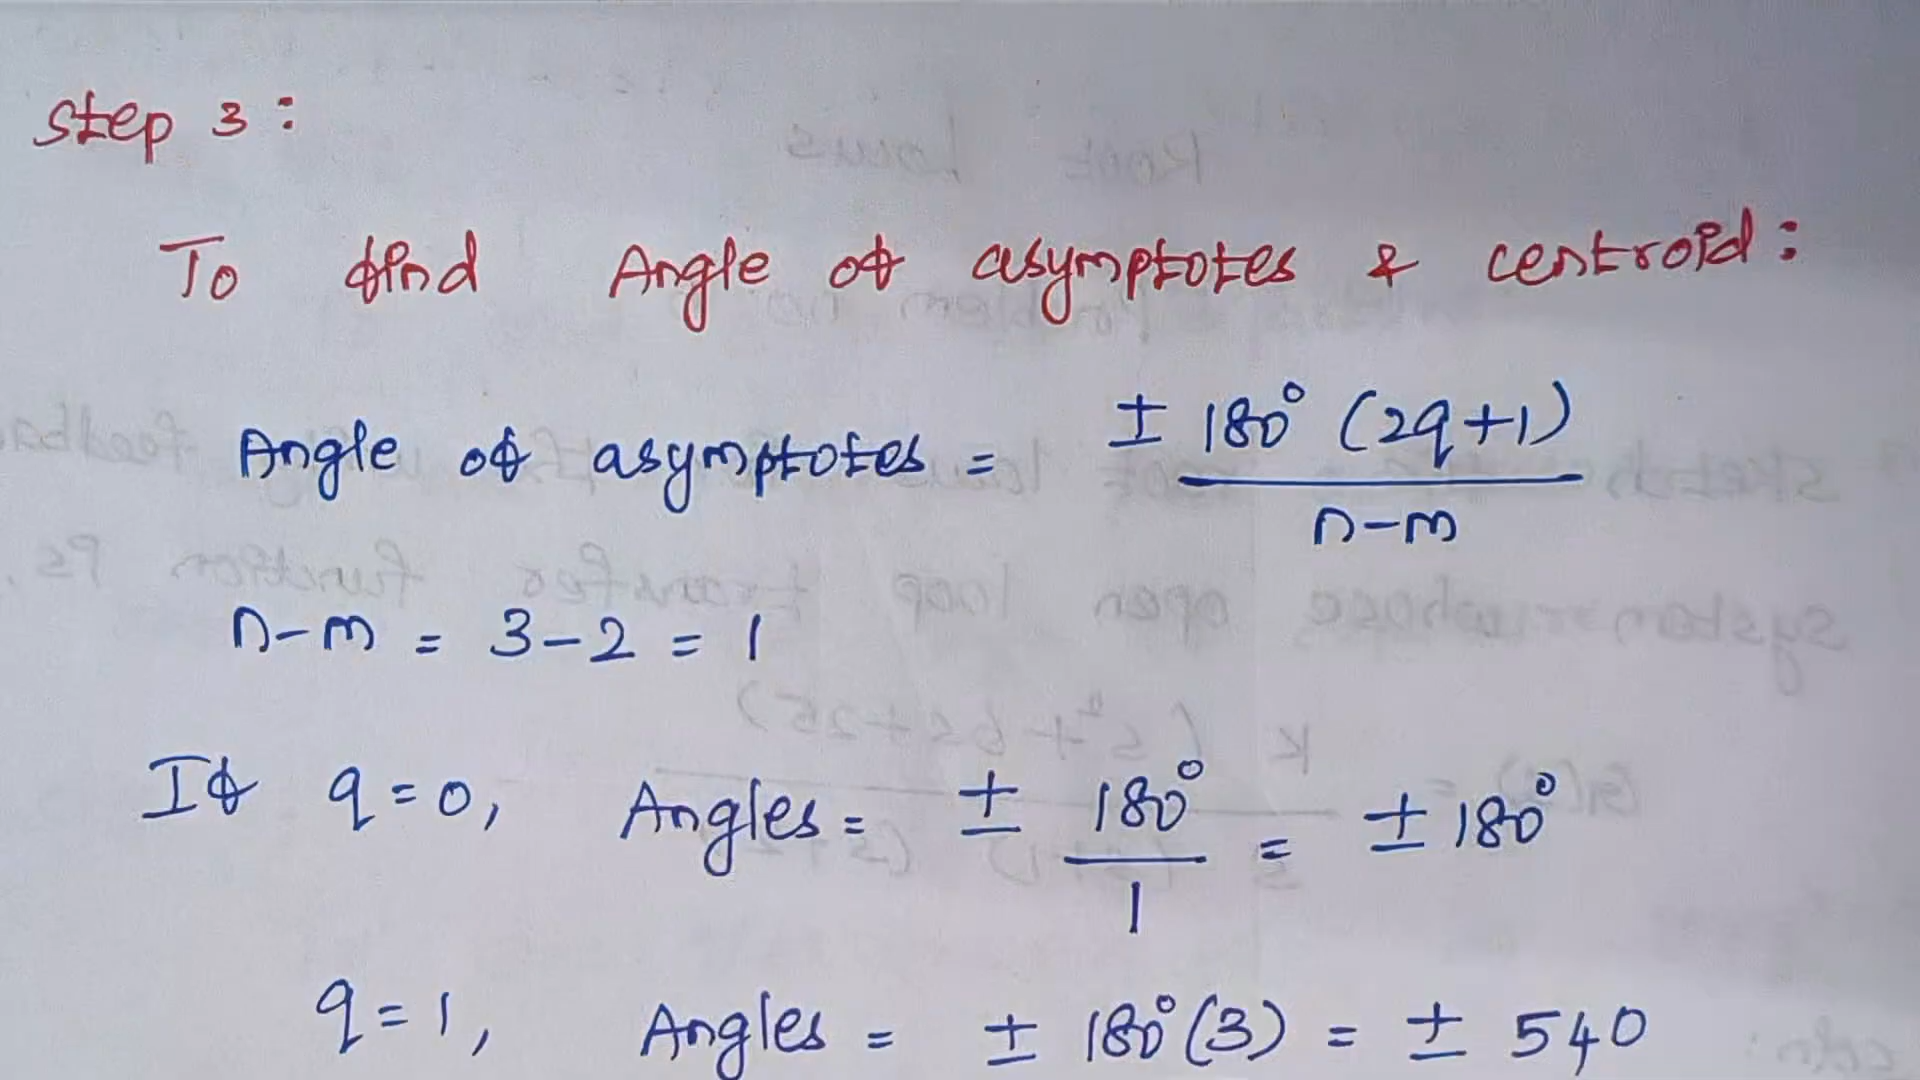 Step 3:
To find Angle of asymptotes & centroid:
Angle of asymptotes = ± 180° (2q+1) / n-m
n-m = 3-2 = 1
If q=0, Angles = ± 180° / 1 = ± 180°
q=1, Angles = ± 180°(3) = ± 540